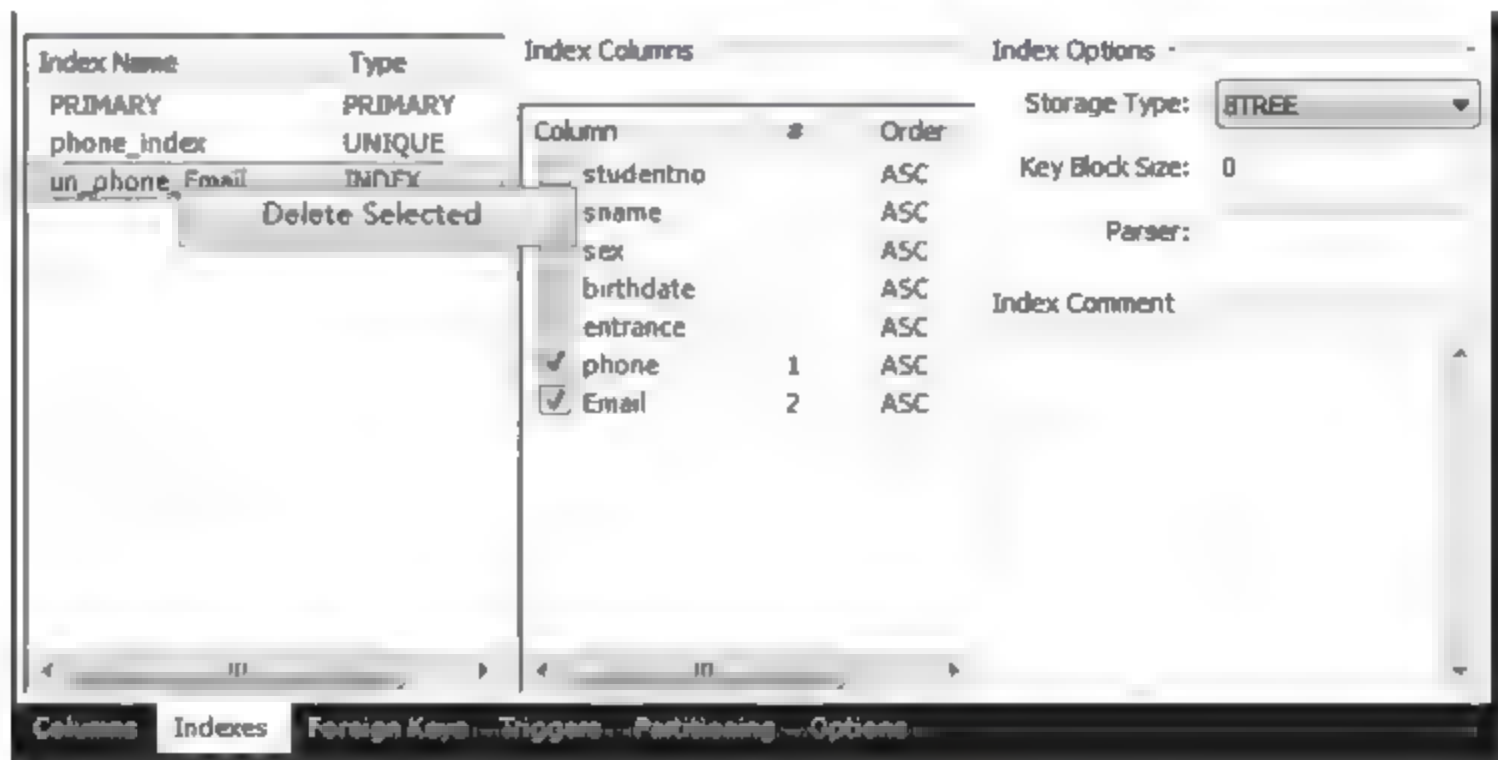 Index Name Type
PRIMARY PRIMARY
phone_index UNIQUE
un_phone_Email INDEX
Delete Selected
Index Columns
Column # Order
studentno ASC
sname ASC
sex ASC
birthdate ASC
entrance ASC
phone 1 ASC
Email 2 ASC
Index Options
Storage Type: BTREE
Key Block Size: 0
Parser:
Index Comment
Columns Indexes Foreign Keys Triggers Partitioning Options